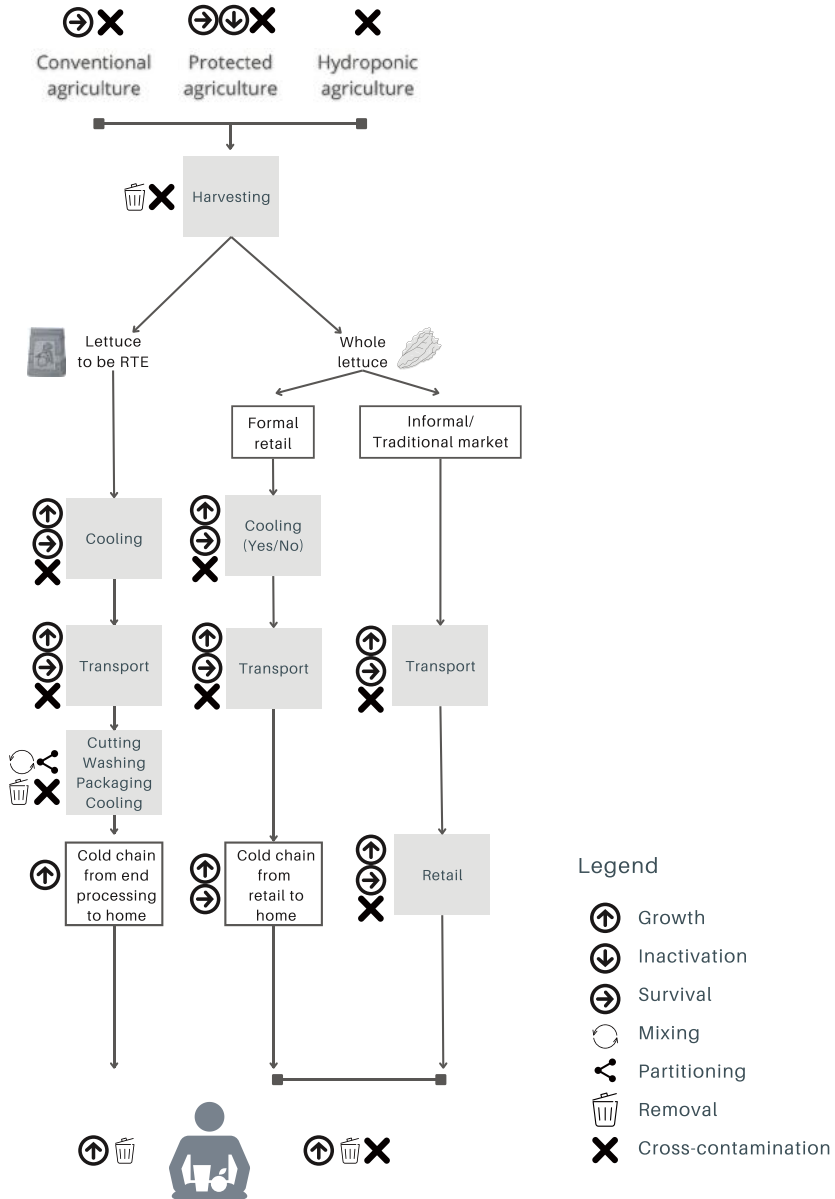 Conventional
agriculture
Protected
agriculture
Hydroponic
agriculture
Harvesting
Lettuce
to be RTE
Whole
lettuce
Formal
retail
Informal/
Traditional market
Cooling
Cooling
(Yes/No)
Transport
Transport
Transport
Cutting
Washing
Packaging
Cooling
Cold chain
from end
processing
to home
Cold chain
from
retail to
home
Retail
Legend
Growth
Inactivation
Survival
Mixing
Partitioning
Removal
Cross-contamination